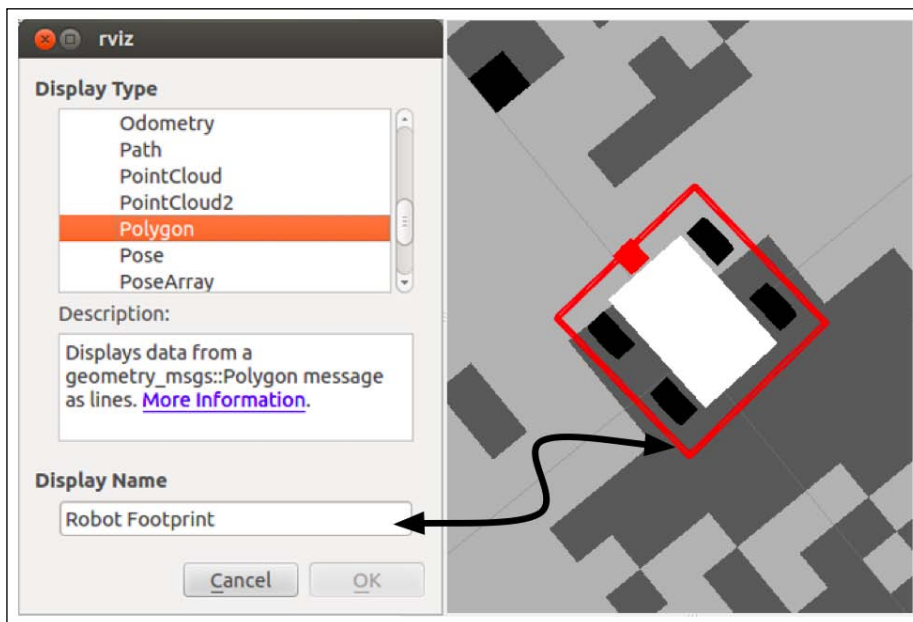 rviz
Display Type
Odometry
Path
PointCloud
PointCloud2
Polygon
Pose
PoseArray
Description:
Displays data from a
geometry_msgs::Polygon message
as lines. More Information.
Display Name
Robot Footprint
Cancel
OK